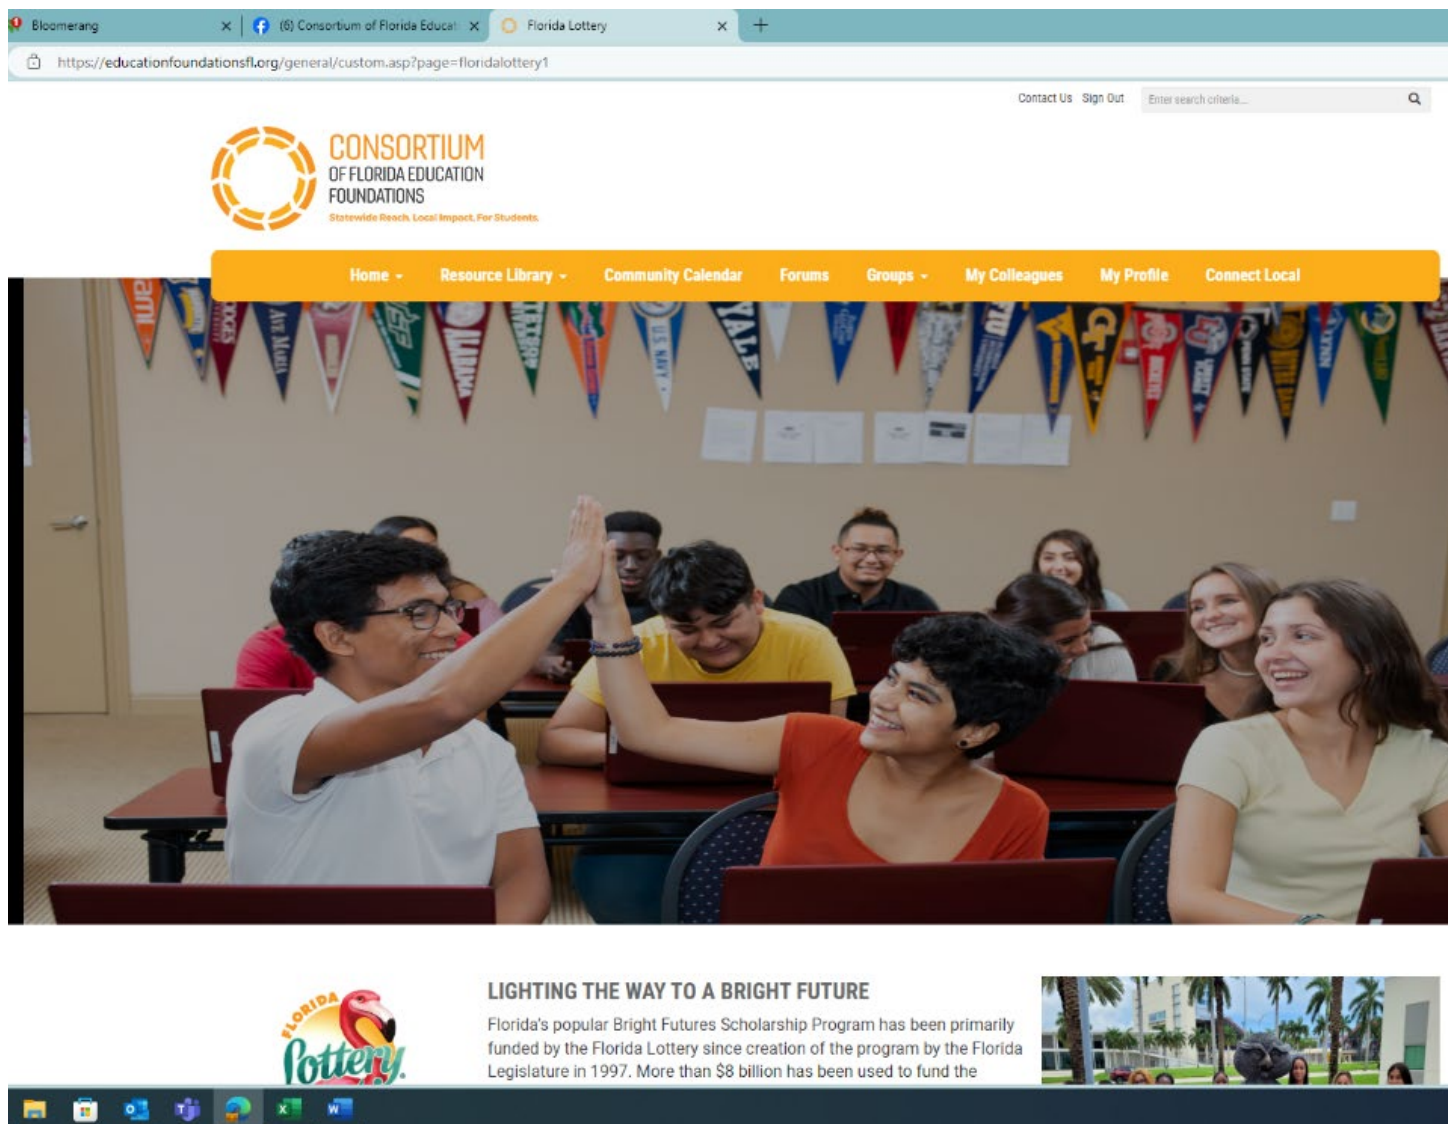 Bloomerang
(6) Consortium of Florida Educat
Florida Lottery
https://educationfoundationsfl.org/general/custom.asp?page=floridalottery1
Contact Us Sign Out Enter search criteria...
CONSORTIUM
OF FLORIDA EDUCATION
FOUNDATIONS
Statewide Reach. Local Impact. For Students.
Home Resource Library Community Calendar Forums Groups My Colleagues My Profile Connect Local
AVE MARIA
ALABAMA
U.S. NAVY
YALE
LYNN
FLORIDA
Lottery
LIGHTING THE WAY TO A BRIGHT FUTURE
Florida's popular Bright Futures Scholarship Program has been primarily
funded by the Florida Lottery since creation of the program by the Florida
Legislature in 1997. More than $8 billion has been used to fund the